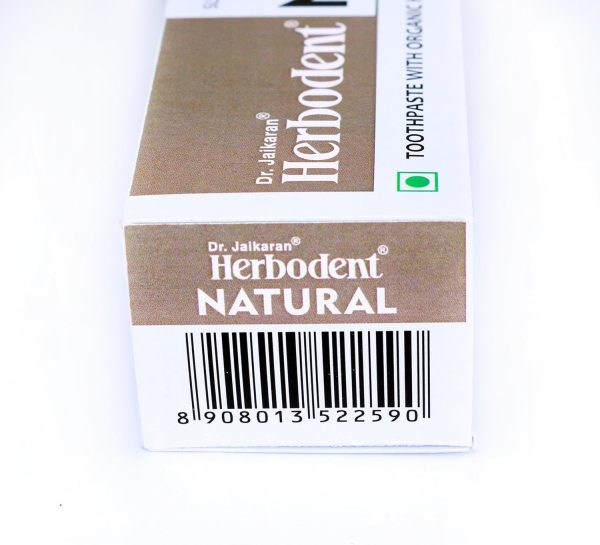 Dr. Jaikaran®
Herbodent®
TOOTHPASTE WITH ORGANIC
Dr. Jaikaran®
Herbodent®
NATURAL
8 908013 522590